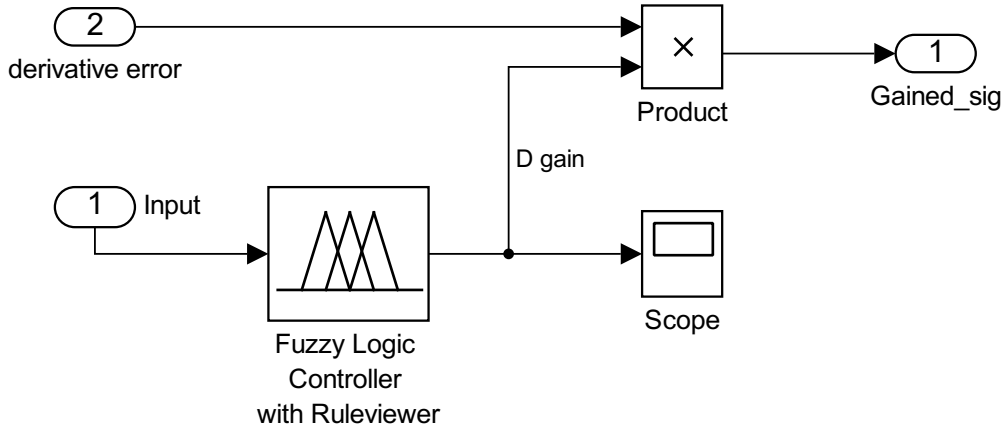 2
derivative error
×
Product
1
Gained_sig
D gain
1
Input
Fuzzy Logic
Controller
with Ruleviewer
Scope